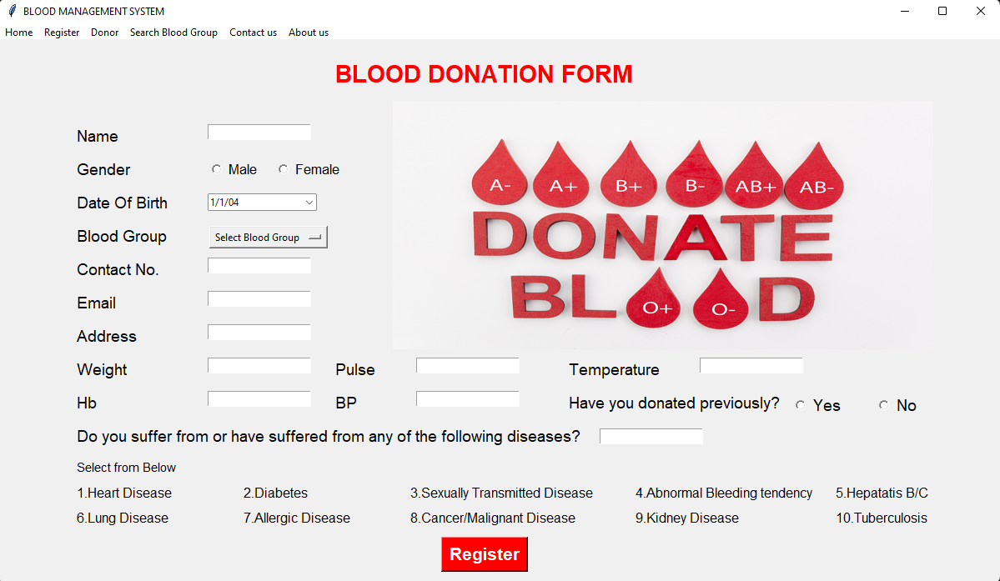 BLOOD MANAGEMENT SYSTEM
Home Register Donor Search Blood Group Contact us About us
BLOOD DONATION FORM
Name
Gender Male Female
Date Of Birth 1/1/04
Blood Group Select Blood Group
Contact No.
Email
Address
A- A+ B+ B- AB+ AB-
DONATE
BLOOD
O+ O-
Weight Pulse Temperature
Hb BP Have you donated previously? Yes No
Do you suffer from or have suffered from any of the following diseases?
Select from Below
1.Heart Disease 2.Diabetes 3.Sexually Transmitted Disease 4.Abnormal Bleeding tendency 5.Hepatatis B/C
6.Lung Disease 7.Allergic Disease 8.Cancer/Malignant Disease 9.Kidney Disease 10.Tuberculosis
Register